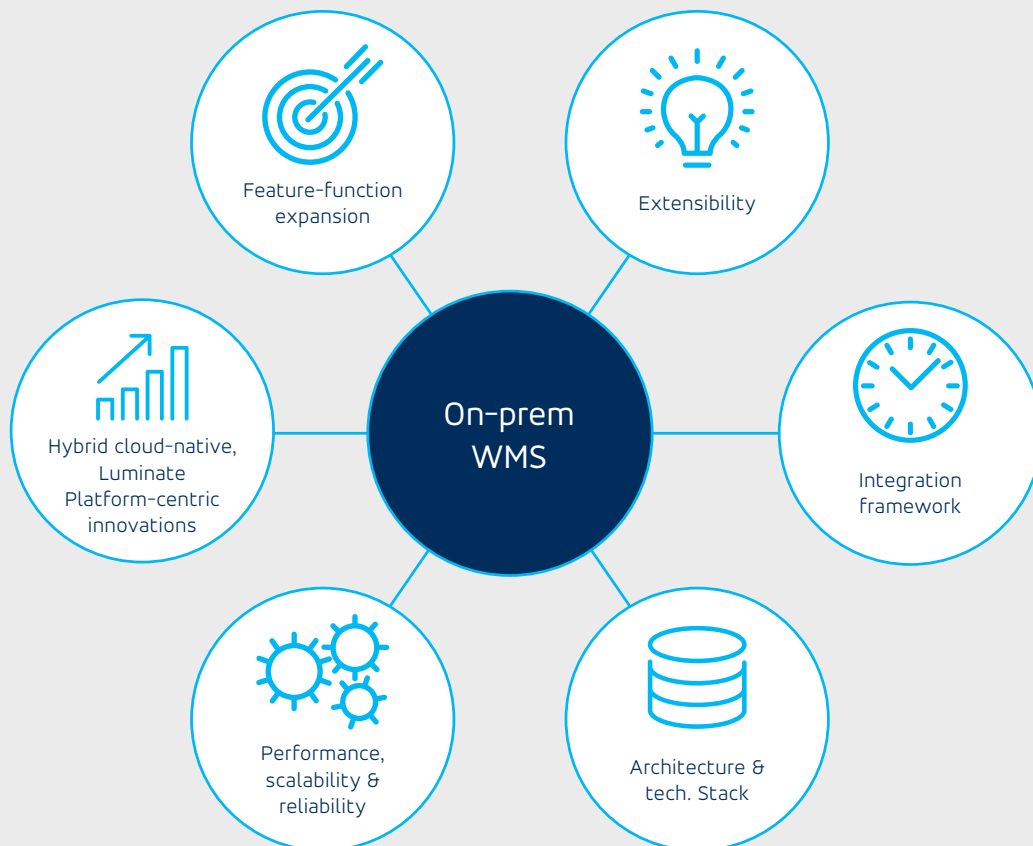 Feature-function
expansion
Extensibility
Hybrid cloud-native,
Luminate
Platform-centric
innovations
On-prem
WMS
Integration
framework
Performance,
scalability &
reliability
Architecture &
tech. Stack